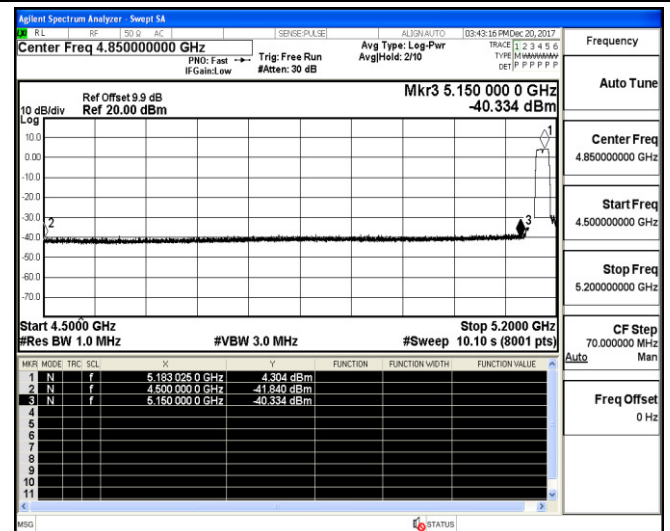 Agilent Spectrum Analyzer - Swept SA
RL RF 50 Ω AC SENSE:PULSE ALIGNAUTO 03:43:16 PM Dec 20, 2017
Center Freq 4.850000000 GHz Avg Type: Log-Pwr TRACE 1 2 3 4 5 6
PNO: Fast Trig: Free Run Avg|Hold: 2/10 TYPE M WWWWW
IFGain:Low #Atten: 30 dB DET P P P P P P
Mkr3 5.150 000 0 GHz
Ref Offset 9.9 dB
10 dB/div Ref 20.00 dBm -40.334 dBm
Log
10.0
0.00
-10.0
-20.0
-30.0
-40.0
-50.0
-60.0
-70.0
1
2
3
Start 4.5000 GHz Stop 5.2000 GHz
#Res BW 1.0 MHz #VBW 3.0 MHz #Sweep 10.10 s (8001 pts)
MKR MODE TRC SCL X Y FUNCTION FUNCTION WIDTH FUNCTION VALUE
1 N f 5.183 025 0 GHz 4.304 dBm
2 N f 4.500 000 0 GHz -41.840 dBm
3 N f 5.150 000 0 GHz -40.334 dBm
4
5
6
7
8
9
10
11
MSG STATUS
Frequency
Auto Tune
Center Freq
4.850000000 GHz
Start Freq
4.500000000 GHz
Stop Freq
5.200000000 GHz
CF Step
70.000000 MHz
Auto Man
Freq Offset
0 Hz